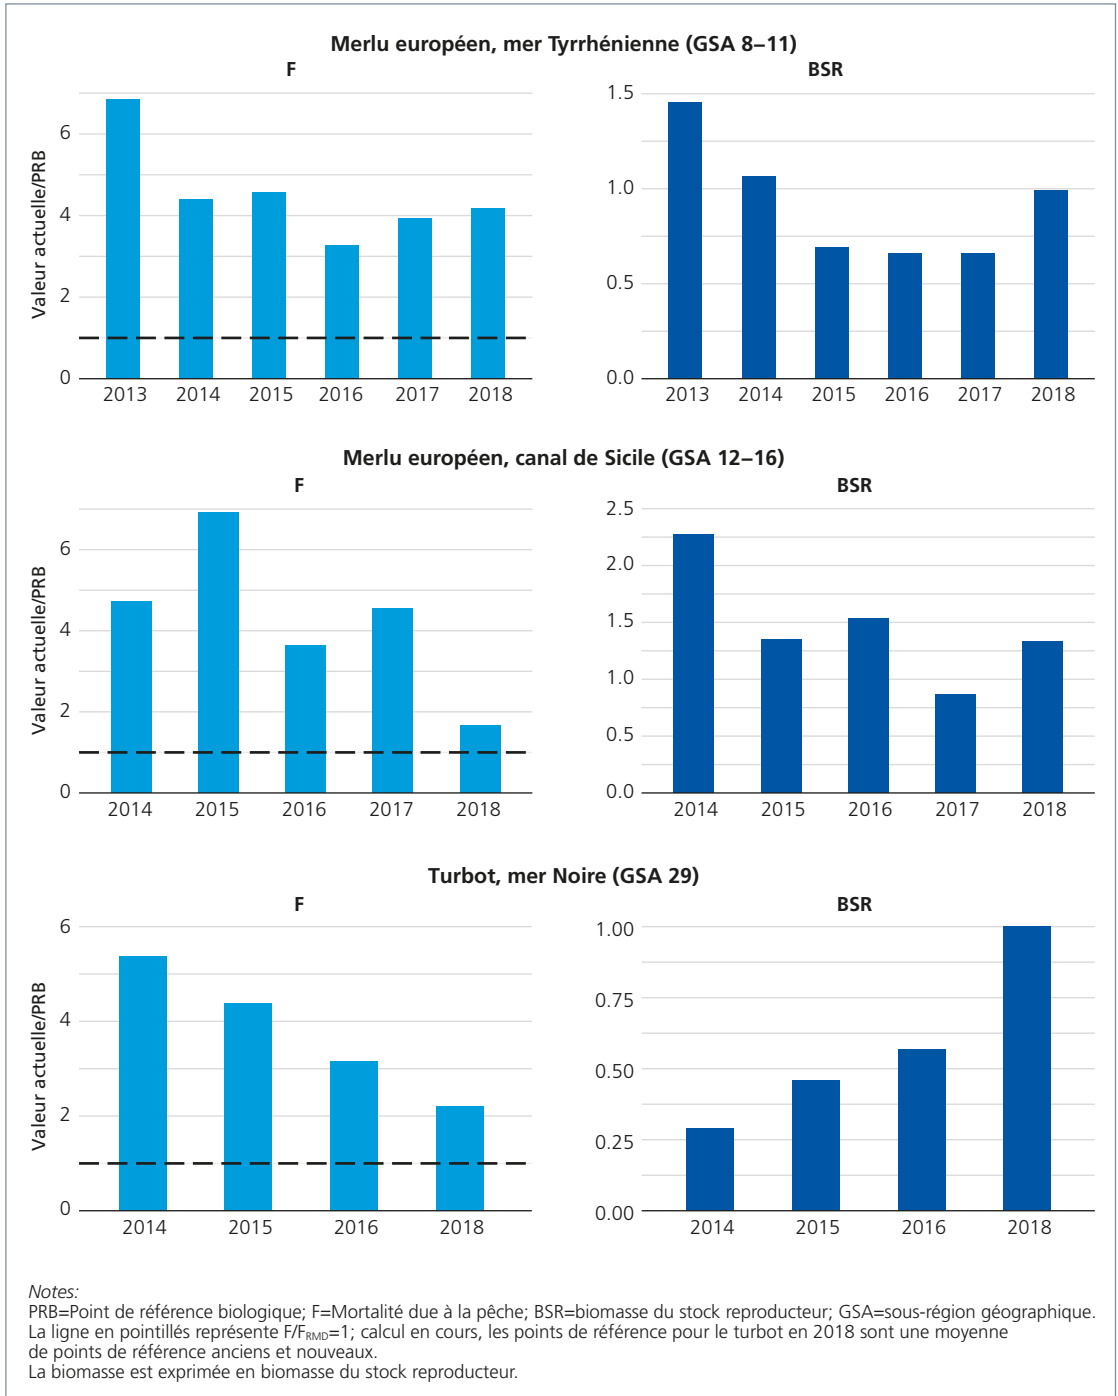 Merlu européen, mer Tyrrhénienne (GSA 8–11)
F
Valeur actuelle/PRB
6
4
2
0
2013 2014 2015 2016 2017 2018
BSR
1.5
1.0
0.5
0.0
2013 2014 2015 2016 2017 2018
Merlu européen, canal de Sicile (GSA 12–16)
F
Valeur actuelle/PRB
6
4
2
0
2014 2015 2016 2017 2018
BSR
2.5
2.0
1.5
1.0
0.5
0.0
2014 2015 2016 2017 2018
Turbot, mer Noire (GSA 29)
F
Valeur actuelle/PRB
6
4
2
0
2014 2015 2016 2018
BSR
1.00
0.75
0.50
0.25
0.00
2014 2015 2016 2018
Notes:
PRB=Point de référence biologique; F=Mortalité due à la pêche; BSR=biomasse du stock reproducteur; GSA=sous-région géographique.
La ligne en pointillés représente F/FRMD=1; calcul en cours, les points de référence pour le turbot en 2018 sont une moyenne
de points de référence anciens et nouveaux.
La biomasse est exprimée en biomasse du stock reproducteur.